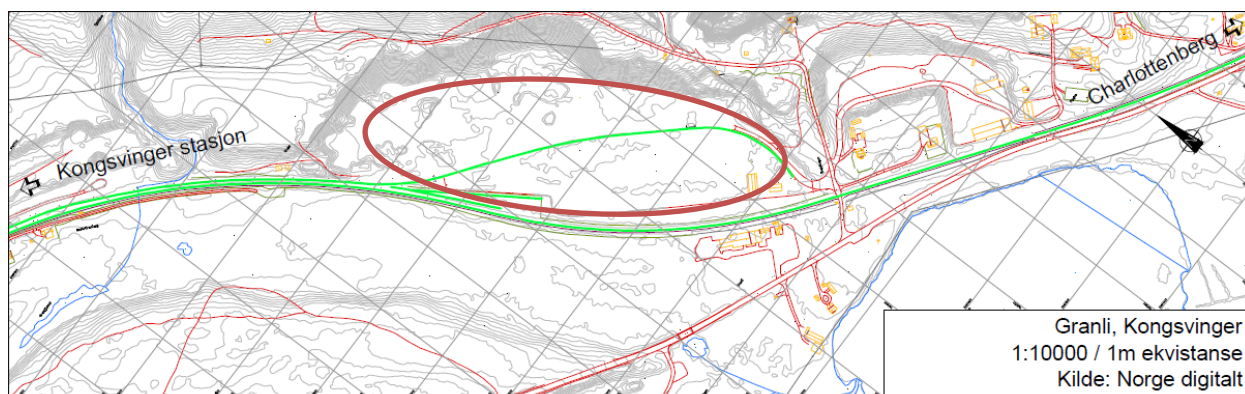 Kongsvinger stasjon
Charlottenberg
Granli, Kongsvinger
1:10000 / 1m ekvistanse
Kilde: Norge digitalt